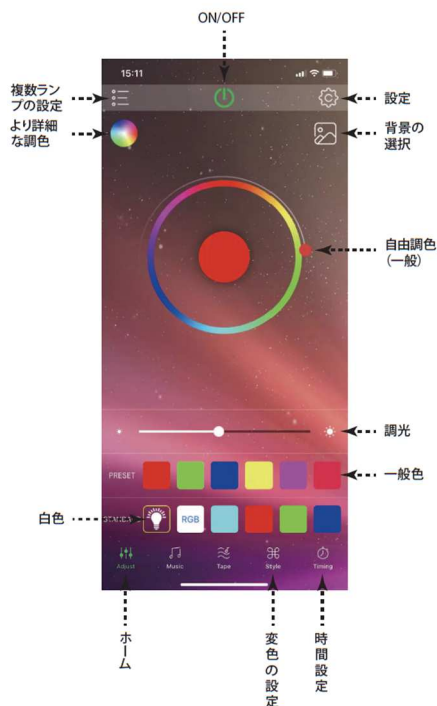 ON/OFF
15:11
複数ラン
プの設定
設定
より詳細
な調色
背景の
選択
自由調色
(一般)
調光
PRESET
一般色
白色
RGB
Adjust
Music
Tape
Style
Timing
ホーム
変色の設定
時間設定